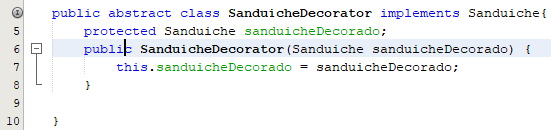 public abstract class SanduicheDecorator implements Sanduiche{
5 protected Sanduiche sanduicheDecorado;
6 public SanduicheDecorator(Sanduiche sanduicheDecorado) {
7 this.sanduicheDecorado = sanduicheDecorado;
8 }
9
10 }